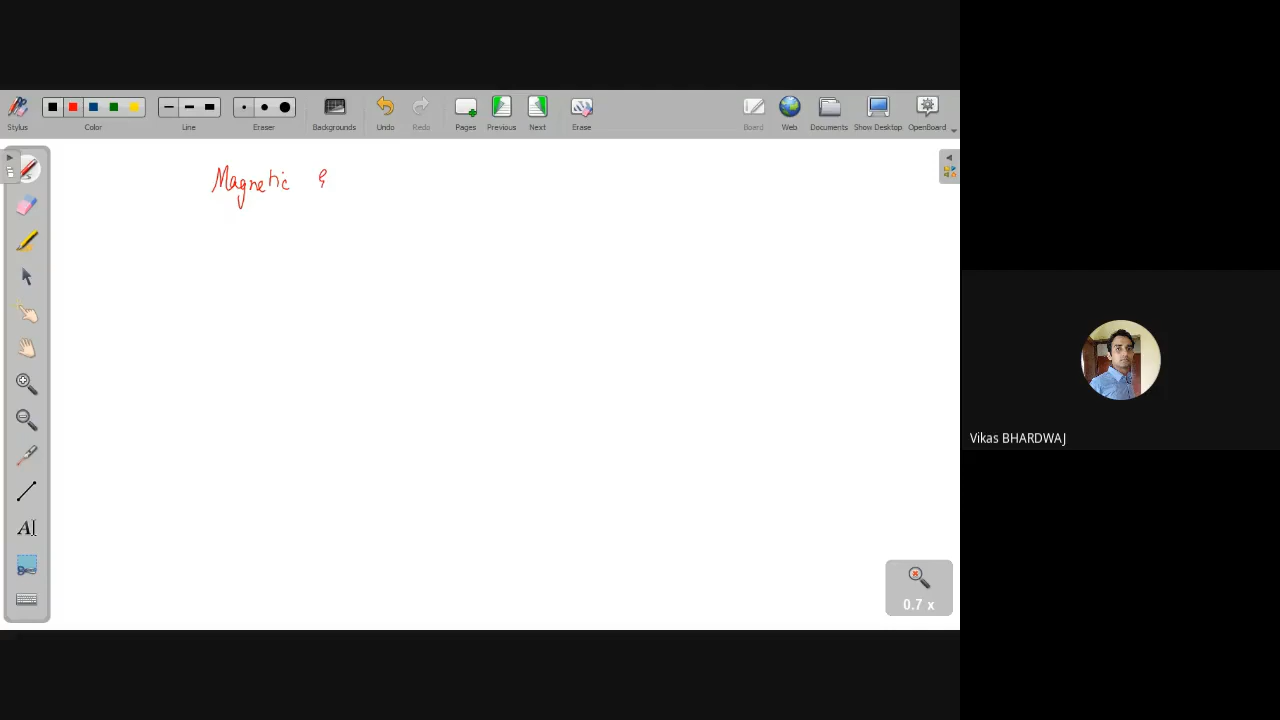 Stylus Color Line Eraser Backgrounds Undo Redo Pages Previous Next Erase Board Web Documents Show Desktop OpenBoard
Magnetic
Vikas BHARDWAJ
0.7 x